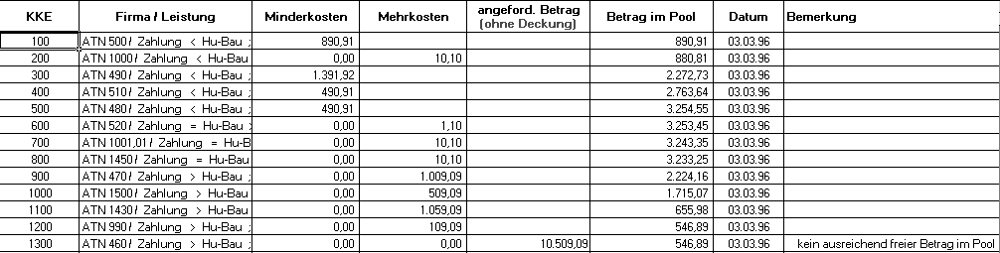 KKE Firma / Leistung Minderkosten Mehrkosten angeford. Betrag (ohne Deckung) Betrag im Pool Datum Bemerkung
100 ATN 500 / Zahlung < Hu-Bau ; 890,91 890,91 03.03.96
200 ATN 1000 / Zahlung < Hu-Bau 0,00 10,10 880,81 03.03.96
300 ATN 490 / Zahlung < Hu-Bau ; 1.391,92 2.272,73 03.03.96
400 ATN 510 / Zahlung < Hu-Bau ; 490,91 2.763,64 03.03.96
500 ATN 480 / Zahlung < Hu-Bau ; 490,91 3.254,55 03.03.96
600 ATN 520 / Zahlung = Hu-Bau > 0,00 1,10 3.253,45 03.03.96
700 ATN 1001,01 / Zahlung = Hu-B 0,00 10,10 3.243,35 03.03.96
800 ATN 1450 / Zahlung = Hu-Bau 0,00 10,10 3.233,25 03.03.96
900 ATN 470 / Zahlung > Hu-Bau ; 0,00 1.009,09 2.224,16 03.03.96
1000 ATN 1500 / Zahlung > Hu-Bau 0,00 509,09 1.715,07 03.03.96
1100 ATN 1430 / Zahlung > Hu-Bau 0,00 1.059,09 655,98 03.03.96
1200 ATN 990 / Zahlung > Hu-Bau ; 0,00 109,09 546,89 03.03.96
1300 ATN 460 / Zahlung > Hu-Bau ; 0,00 0,00 10.509,09 546,89 03.03.96 kein ausreichend freier Betrag im Pool